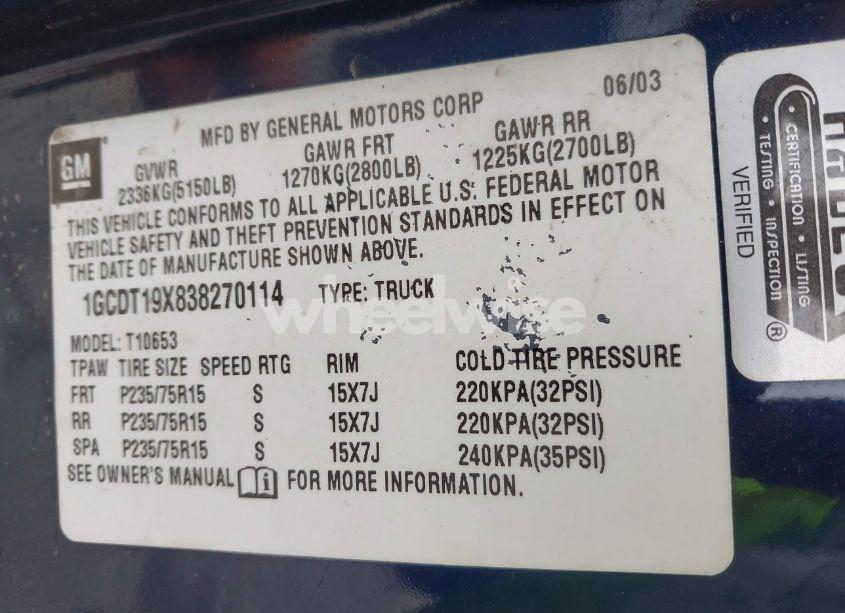 06/03
MFD BY GENERAL MOTORS CORP
GM
GVWR GAWR FRT GAWR RR
2336KG(5150LB) 1270KG(2800LB) 1225KG(2700LB)
THIS VEHICLE CONFORMS TO ALL APPLICABLE U.S. FEDERAL MOTOR
VEHICLE SAFETY AND THEFT PREVENTION STANDARDS IN EFFECT ON
THE DATE OF MANUFACTURE SHOWN ABOVE.
1GCDT19X838270114 TYPE: TRUCK
wheelwise
MODEL: T10653
TPAW TIRE SIZE SPEED RTG RIM COLD TIRE PRESSURE
FRT P235/75R15 S 15X7J 220KPA(32PSI)
RR P235/75R15 S 15X7J 220KPA(32PSI)
SPA P235/75R15 S 15X7J 240KPA(35PSI)
SEE OWNER'S MANUAL FOR MORE INFORMATION.
CERTIFICATION • LISTING
TESTING • INSPECTION
VERIFIED